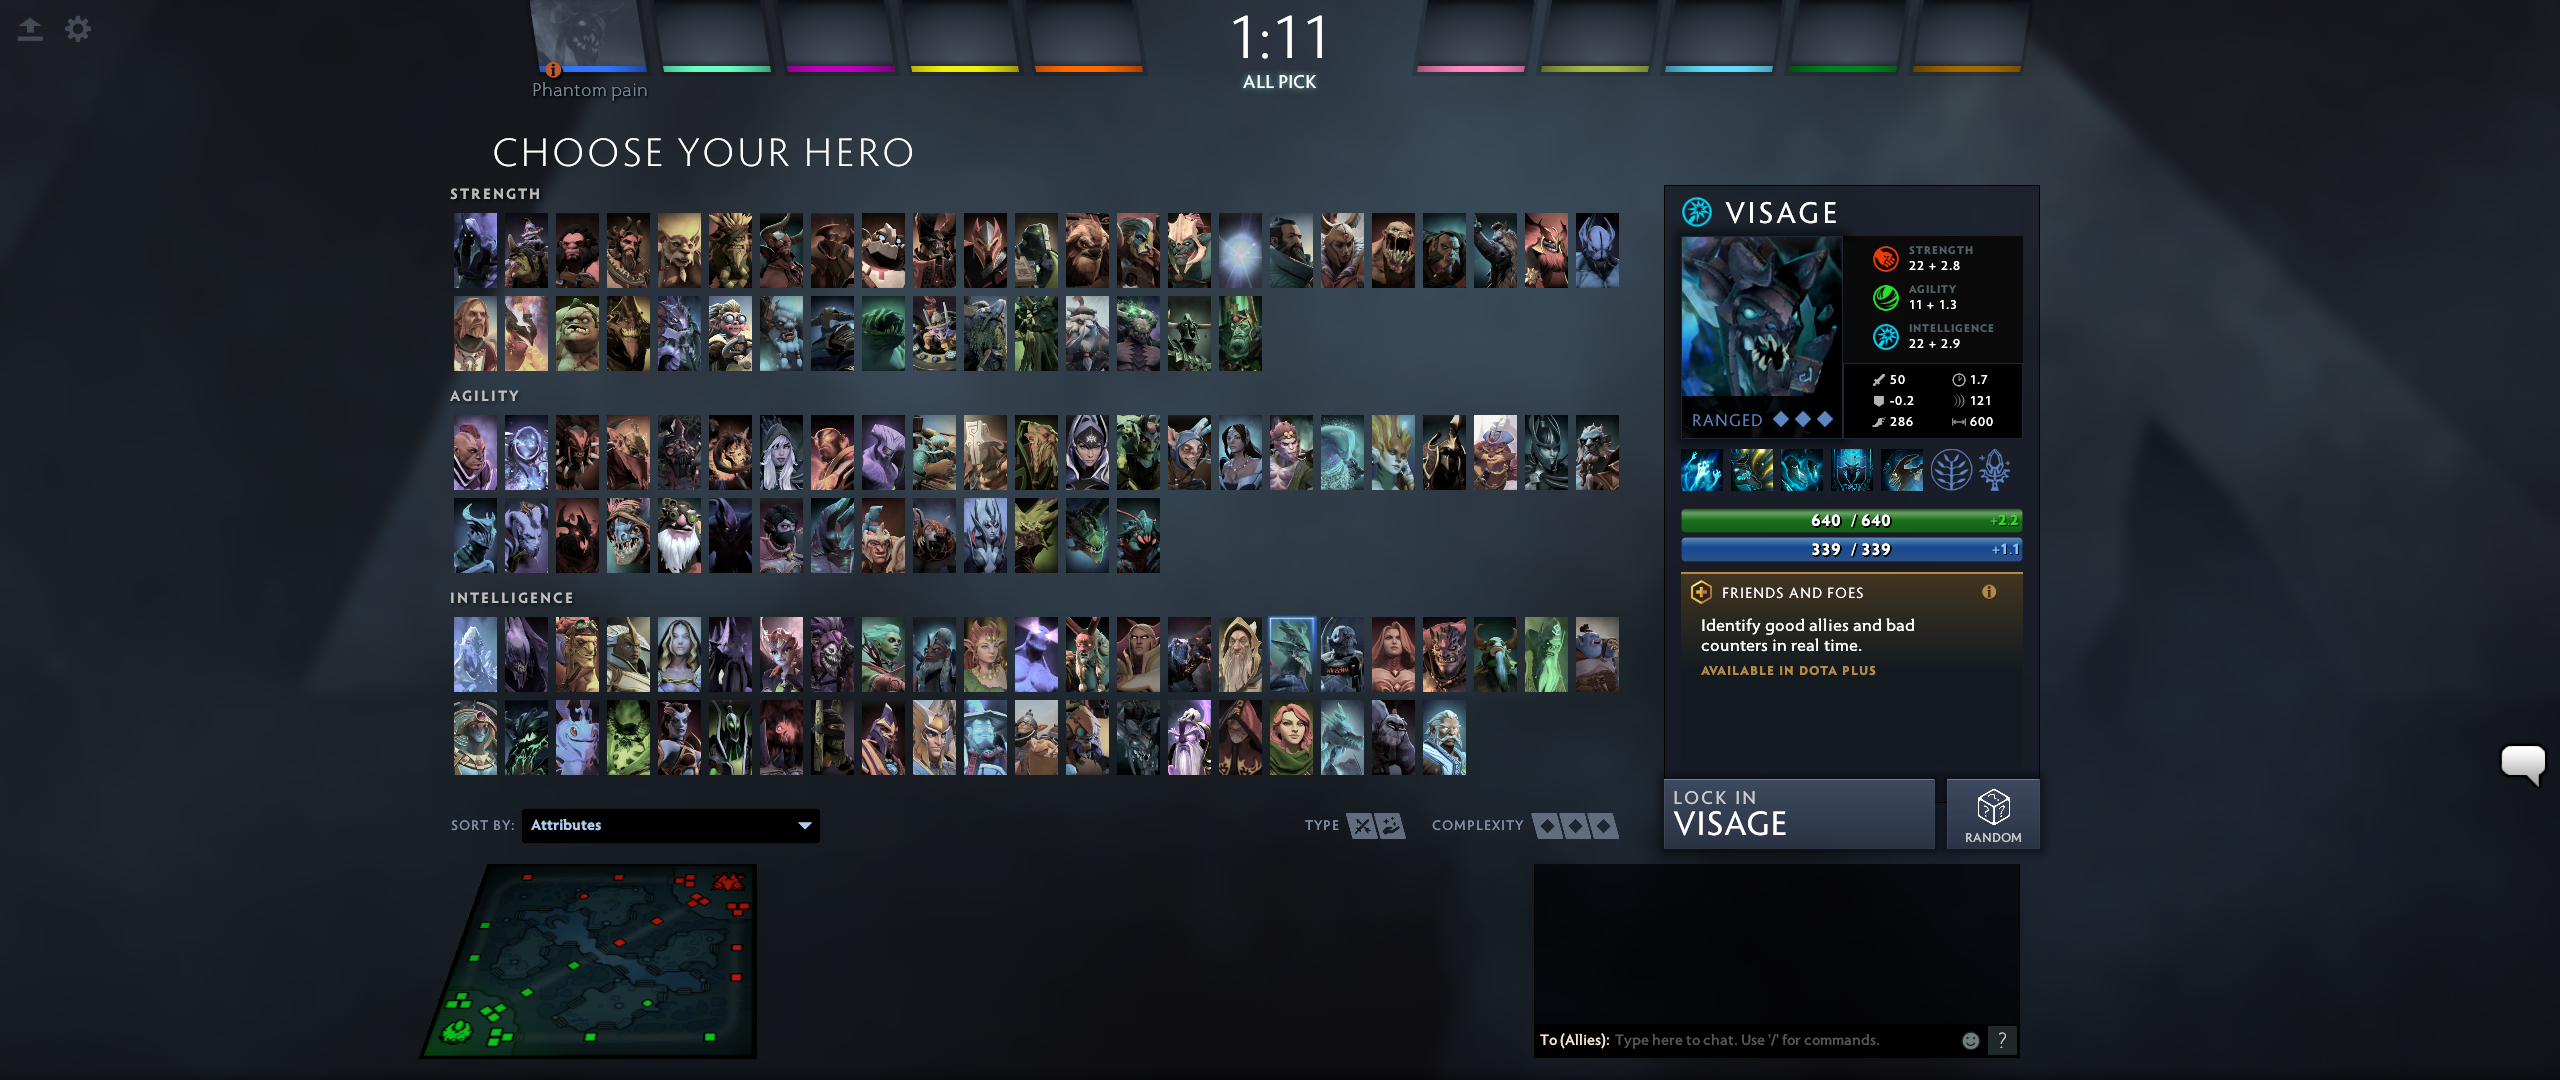 1:11
ALL PICK
Phantom pain
CHOOSE YOUR HERO
STRENGTH
AGILITY
INTELLIGENCE
SORT BY: Attributes
TYPE
COMPLEXITY
VISAGE
STRENGTH
22 + 2.8
AGILITY
11 + 1.3
INTELLIGENCE
22 + 2.9
RANGED
50 1.7
-0.2 121
286 600
640 / 640 +2.2
339 / 339 +1.1
FRIENDS AND FOES
Identify good allies and bad
counters in real time.
AVAILABLE IN DOTA PLUS
LOCK IN
VISAGE
RANDOM
To (Allies): Type here to chat. Use '/' for commands. ?